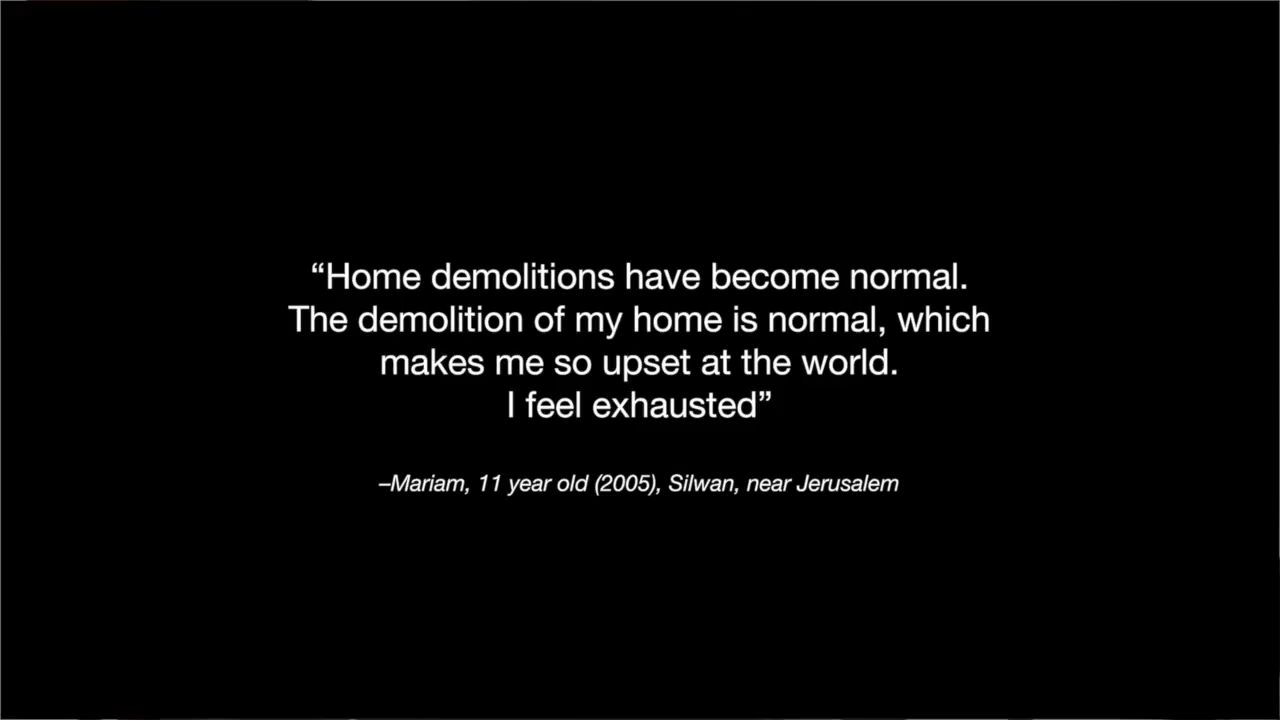 “Home demolitions have become normal.
The demolition of my home is normal, which
makes me so upset at the world.
I feel exhausted”
–Mariam, 11 year old (2005), Silwan, near Jerusalem